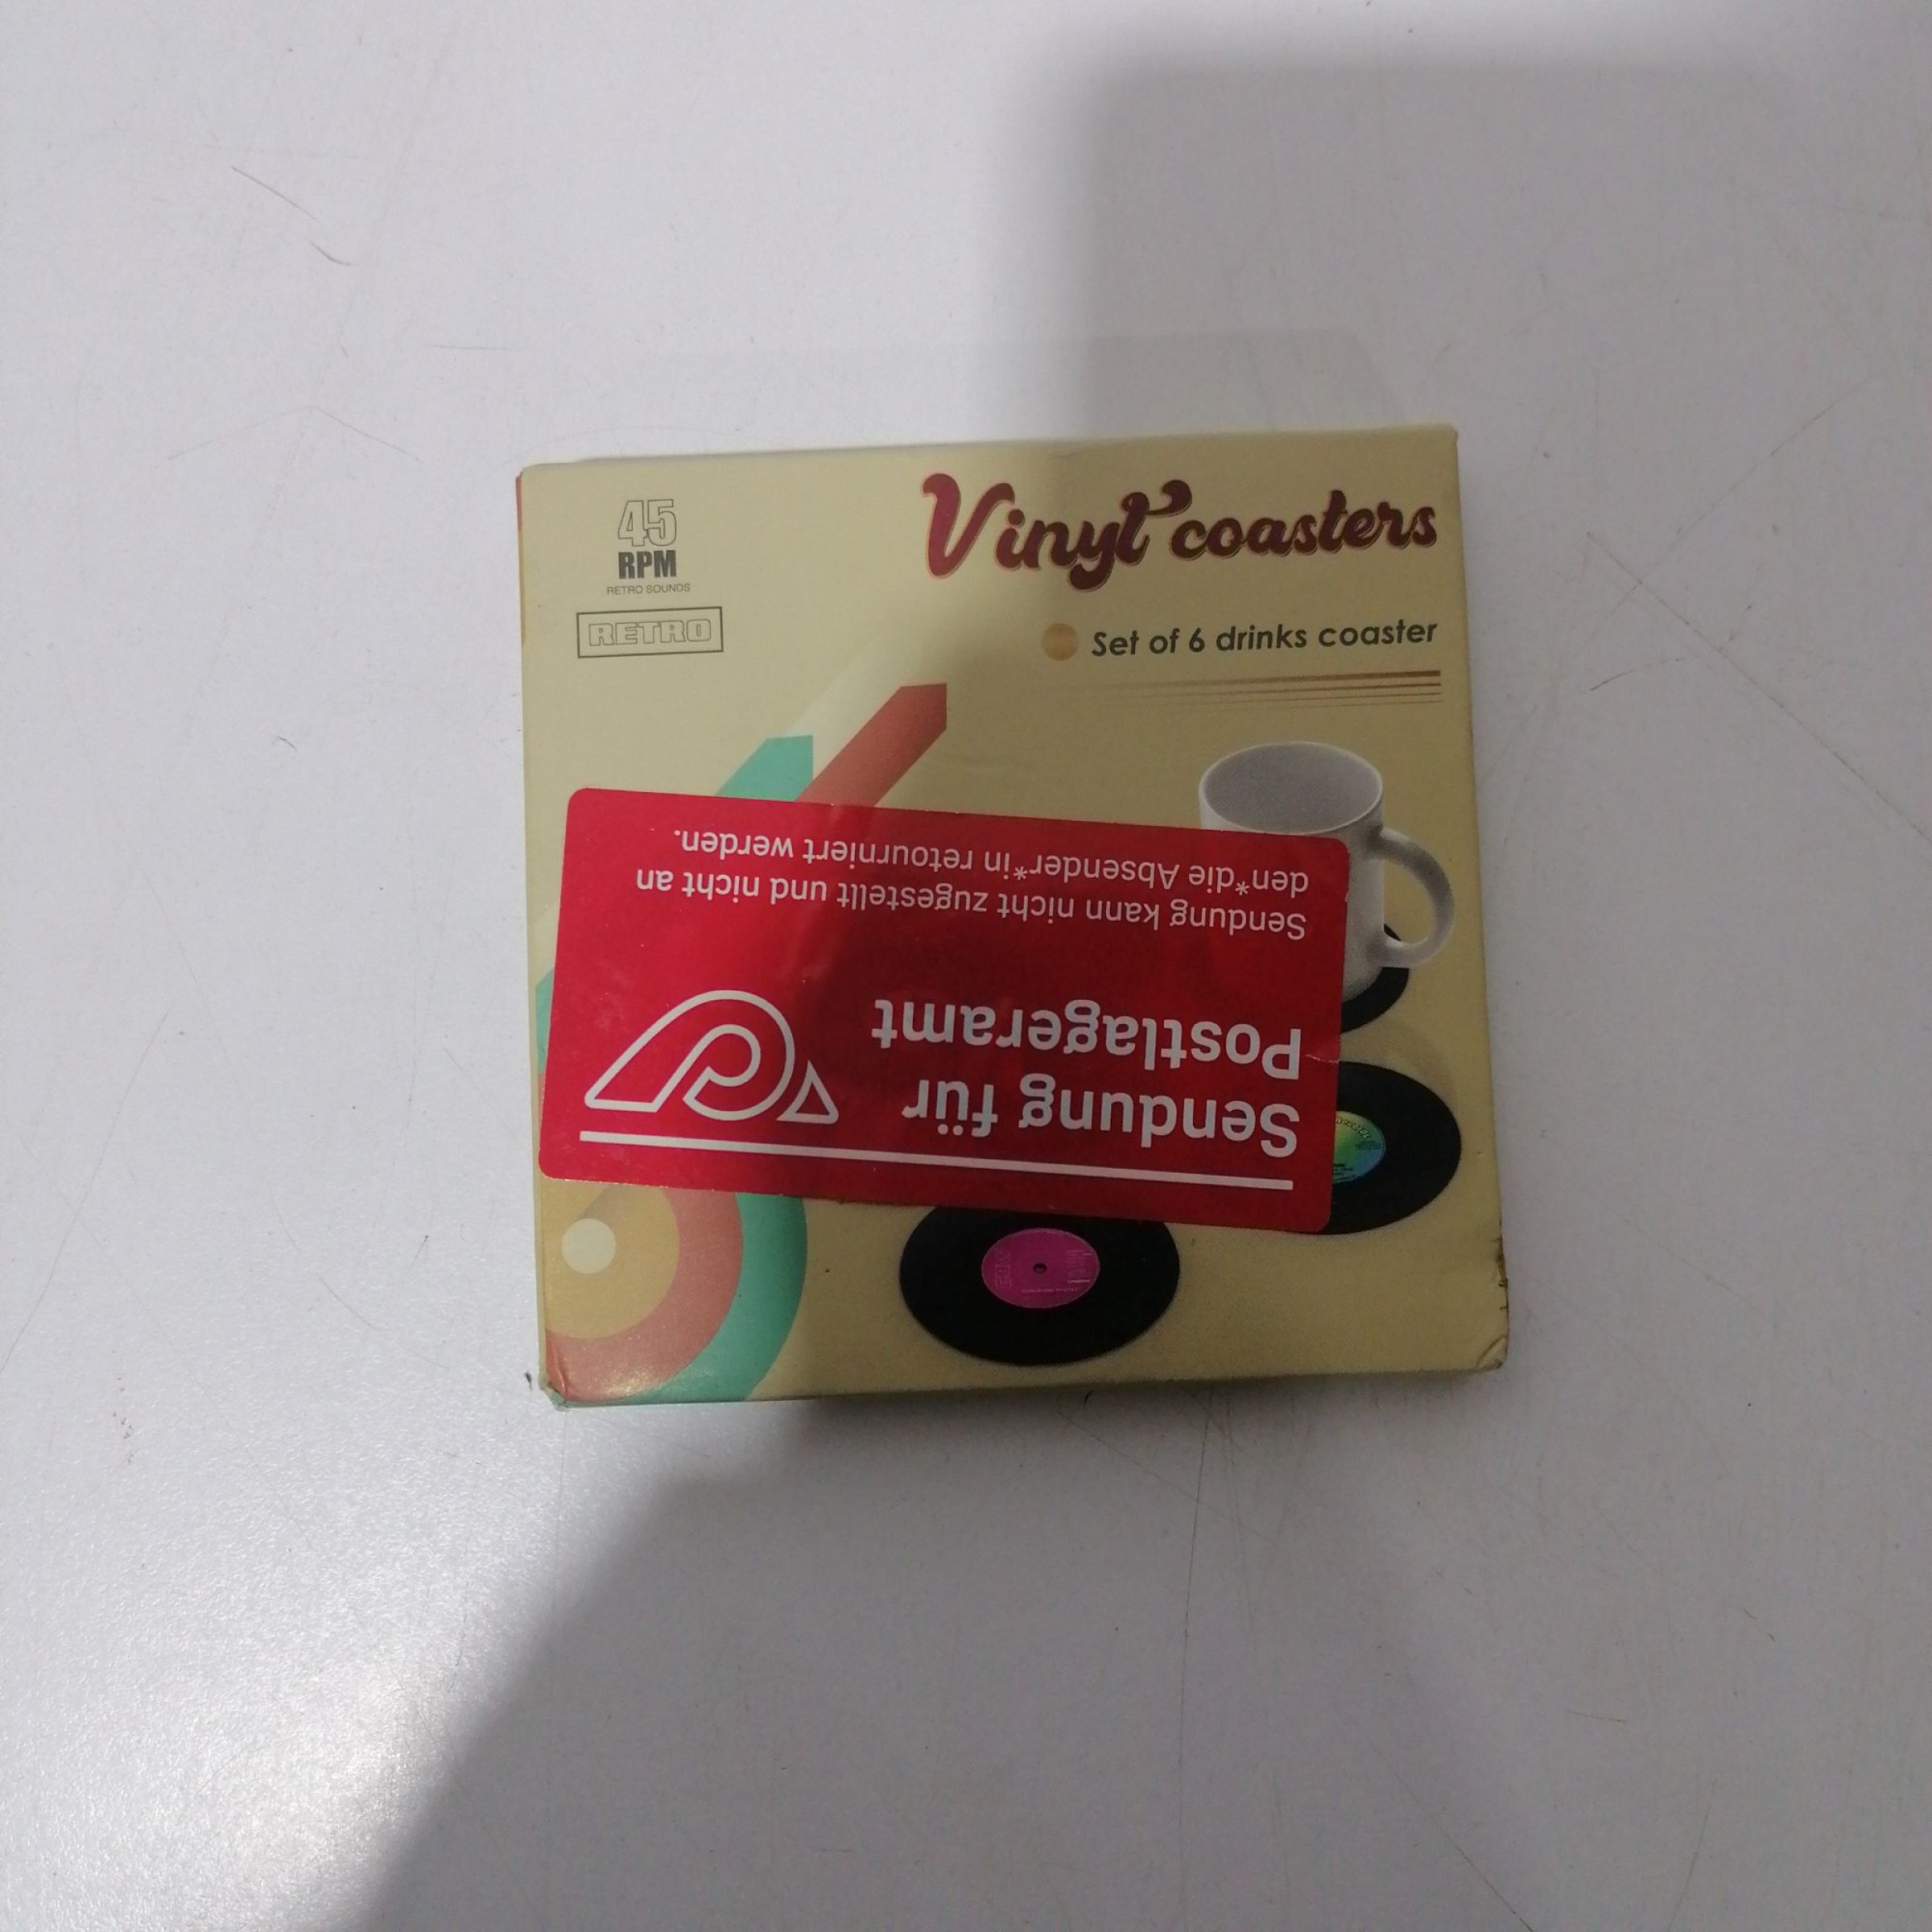 45
RPM
RETRO SOUNDS
RETRO
Vinyl coasters
Set of 6 drinks coaster
Sendung für
Postlageramt
Sendung kann nicht zugestellt und nicht an
den*die Absender*in retourniert werden.